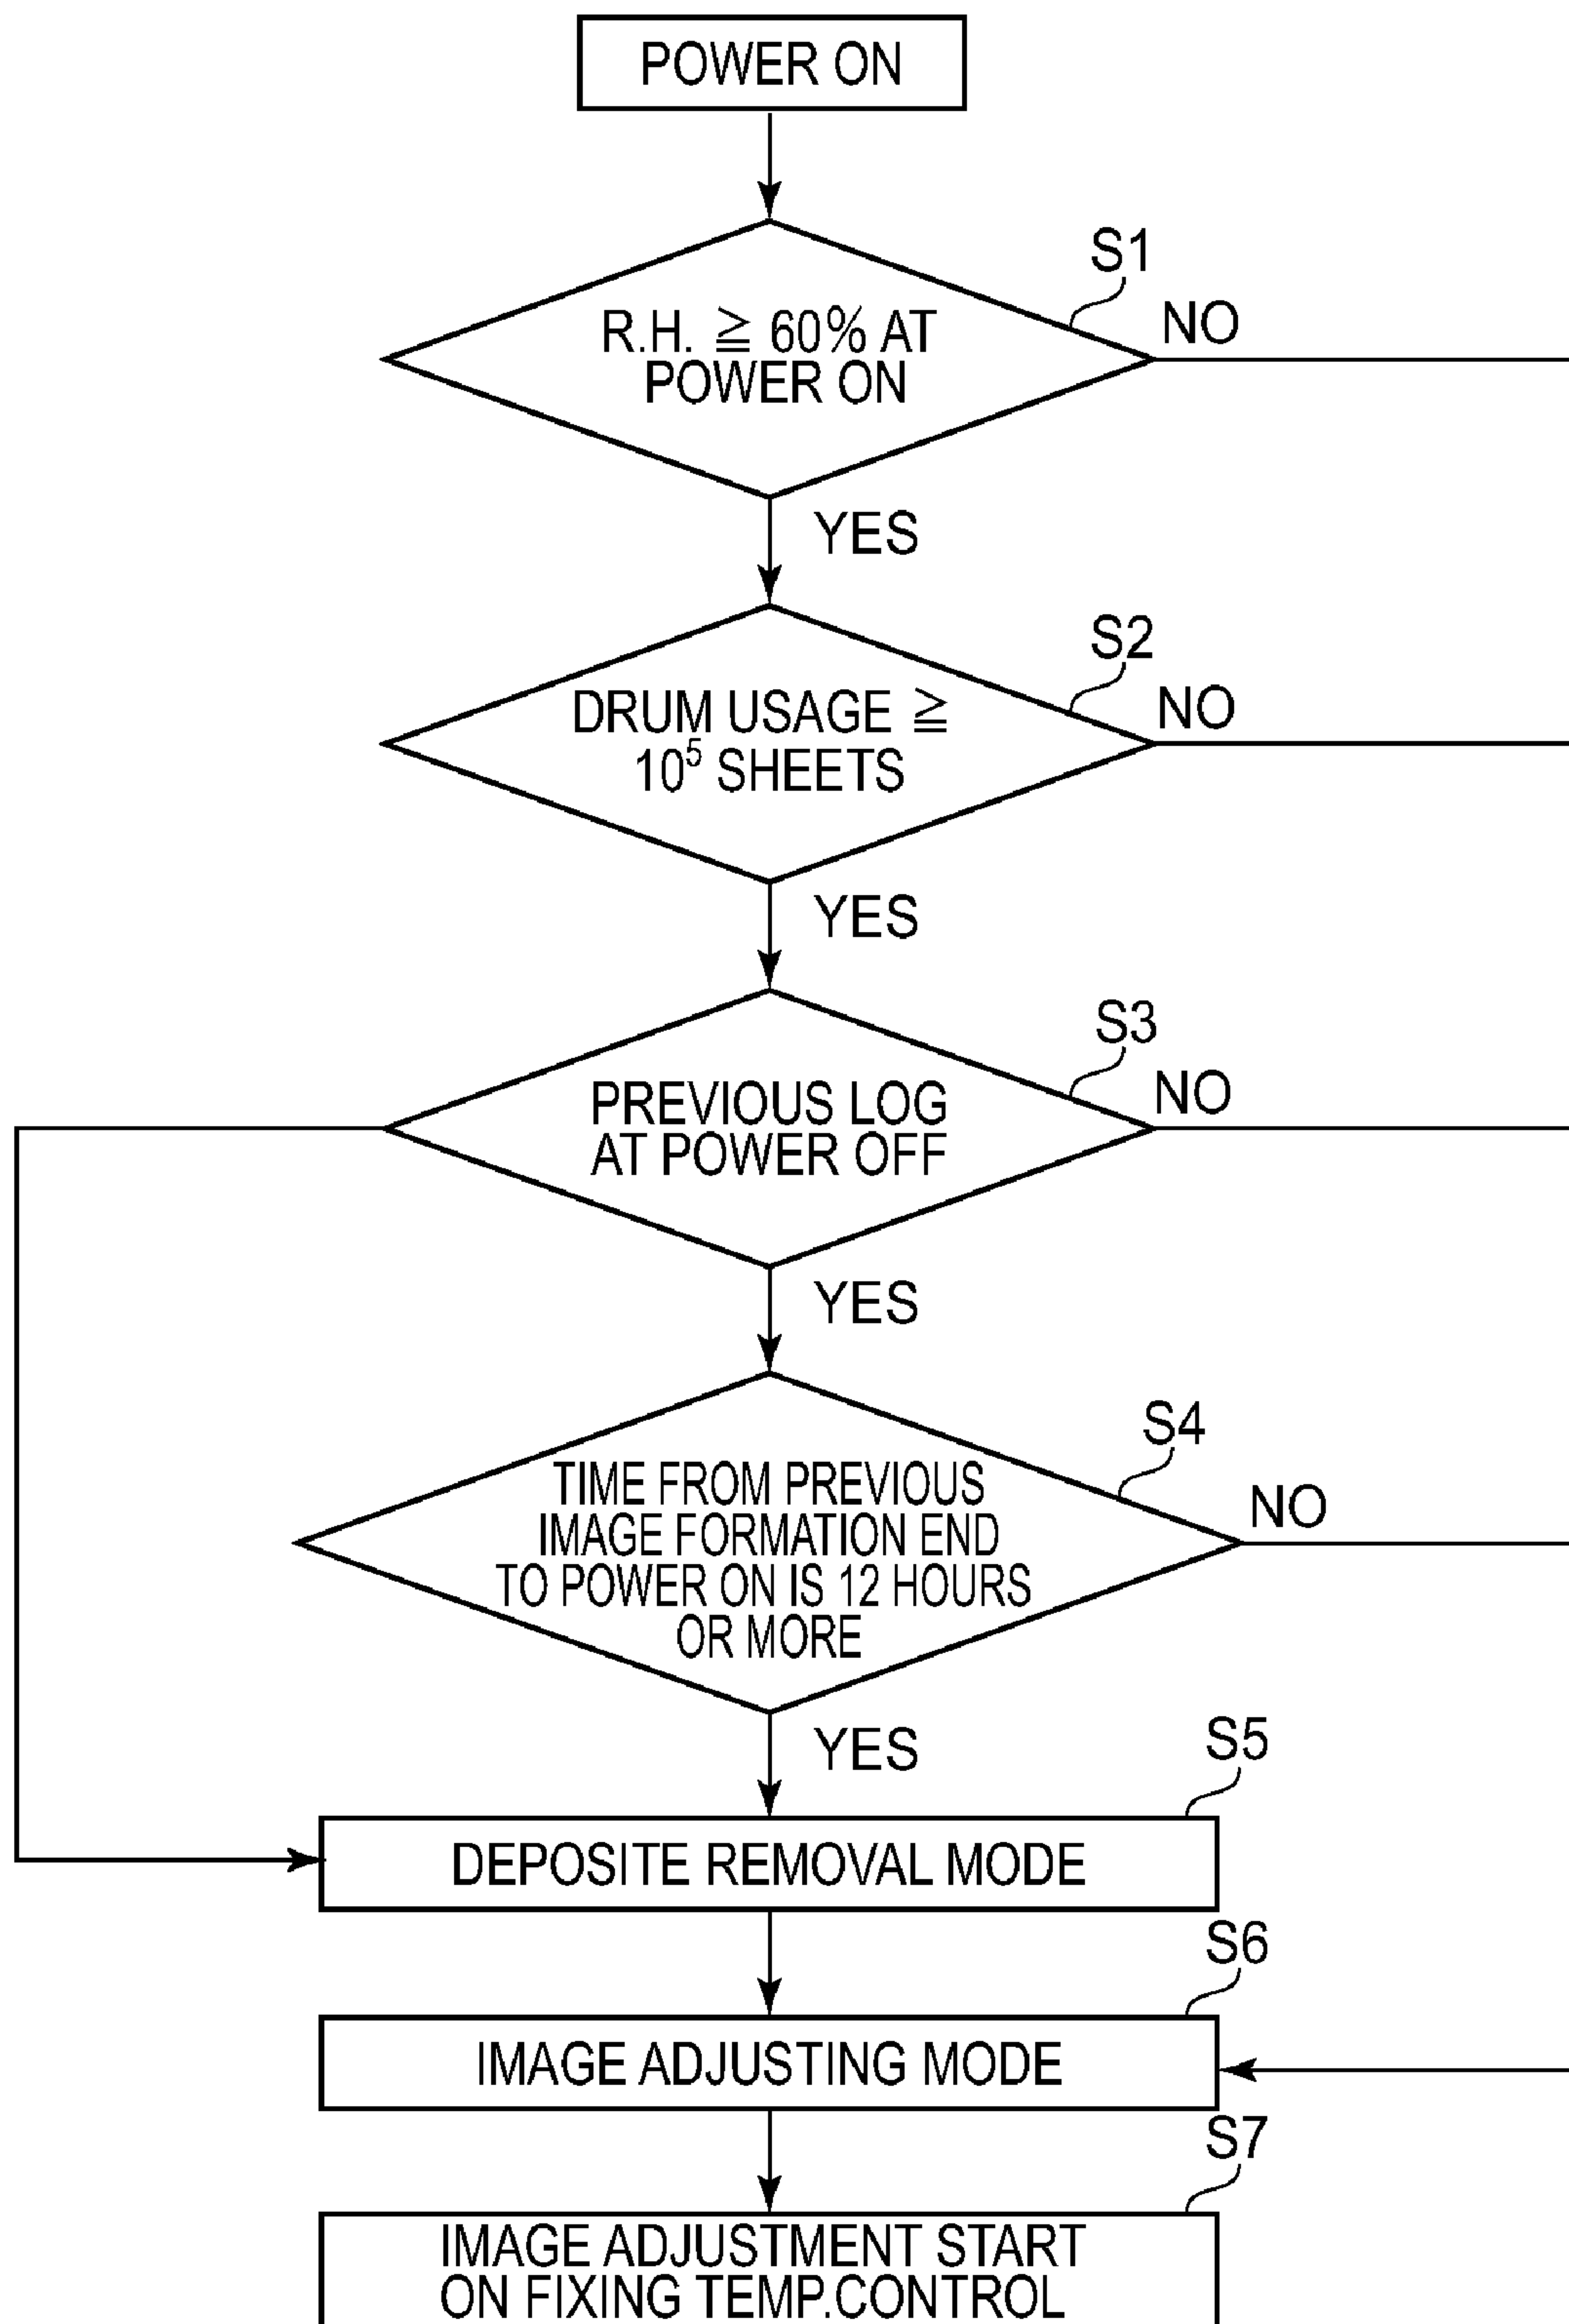 POWER ON
S1
R.H. ≧ 60% AT
POWER ON
NO
YES
S2
DRUM USAGE ≧
10⁵ SHEETS
NO
YES
S3
PREVIOUS LOG
AT POWER OFF
NO
YES
S4
TIME FROM PREVIOUS
IMAGE FORMATION END
TO POWER ON IS 12 HOURS
OR MORE
NO
YES
S5
DEPOSITE REMOVAL MODE
S6
IMAGE ADJUSTING MODE
S7
IMAGE ADJUSTMENT START
ON FIXING TEMP.CONTROL